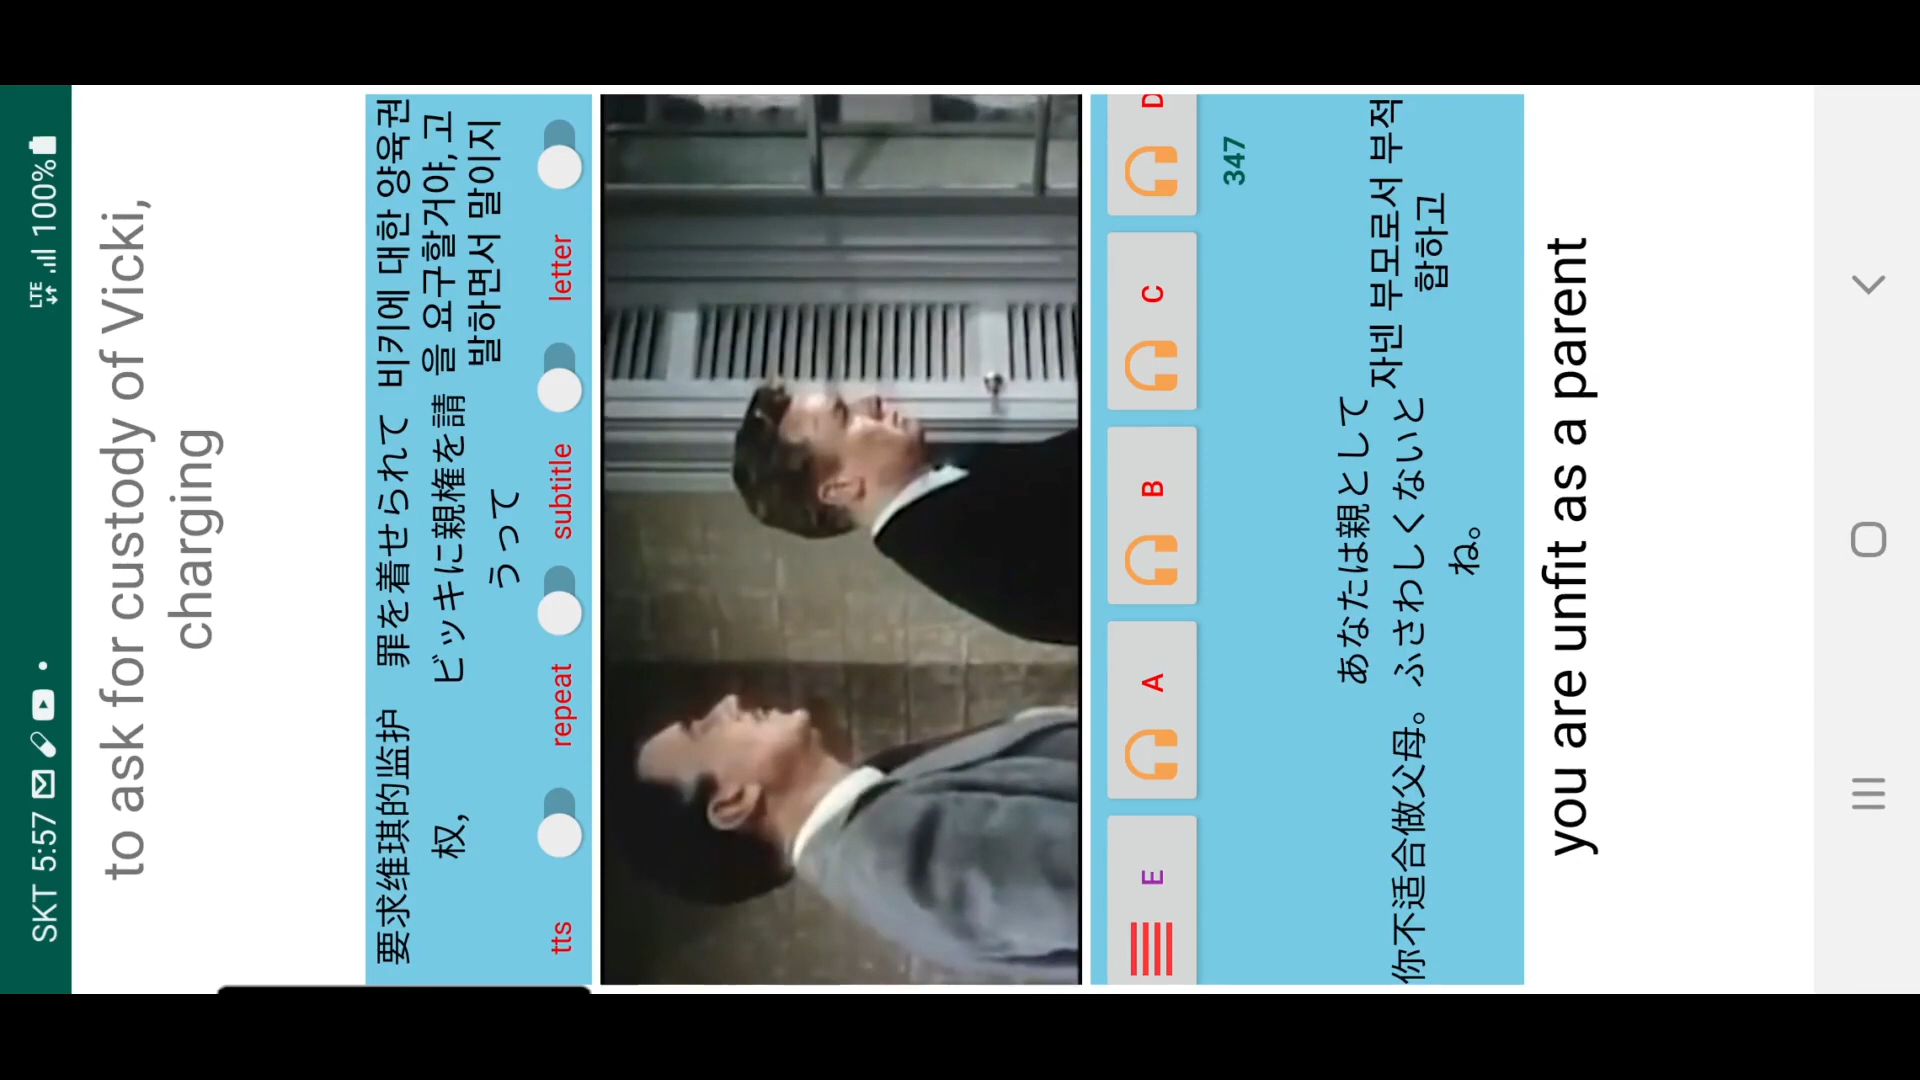 SKT 5:57
LTE
100%
to ask for custody of Vicki,
charging
要求维琪的监护
权,
罪を着せられて
ビッキに親権を請
うって
비키에 대한 양육권
을 요구할거야, 고
발하면서 말이지
tts
repeat
subtitle
letter
E
A
B
C
D
347
你不适合做父母。
あなたは親として
ふさわしくないと
ね。
자넨 부모로서 부적
합하고
you are unfit as a parent